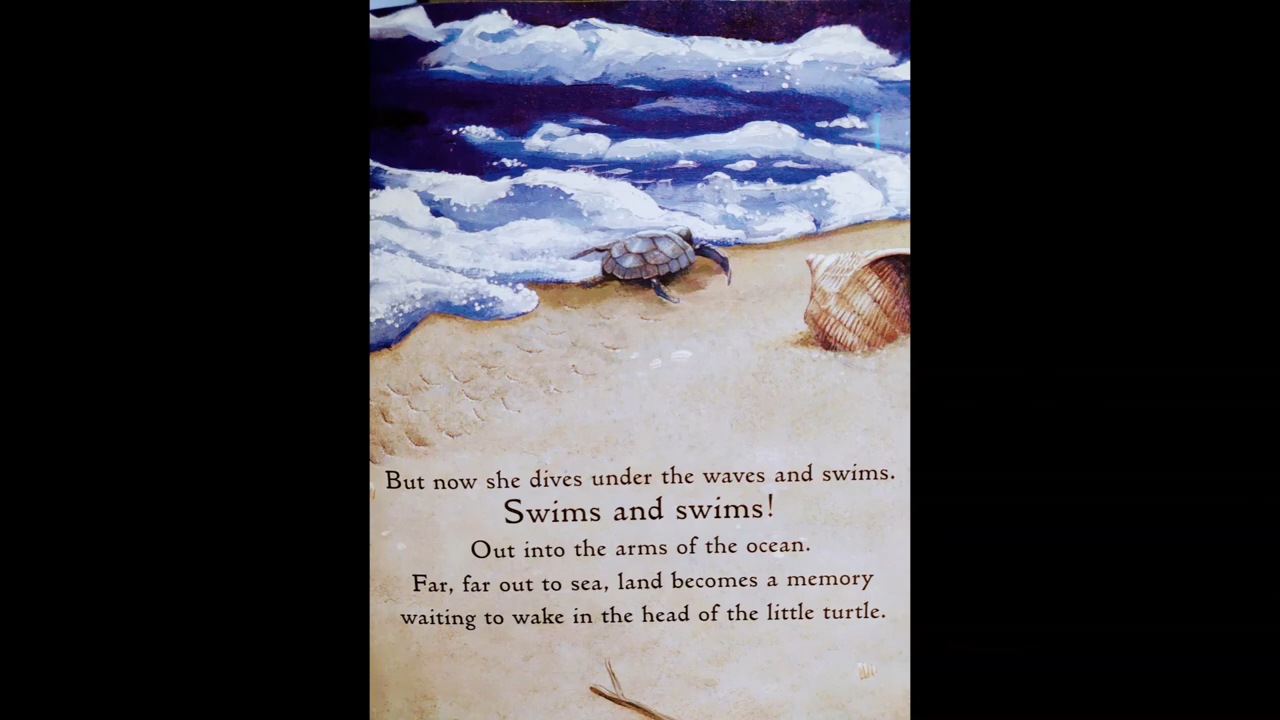 But now she dives under the waves and swims.
Swims and swims!
Out into the arms of the ocean.
Far, far out to sea, land becomes a memory
waiting to wake in the head of the little turtle.